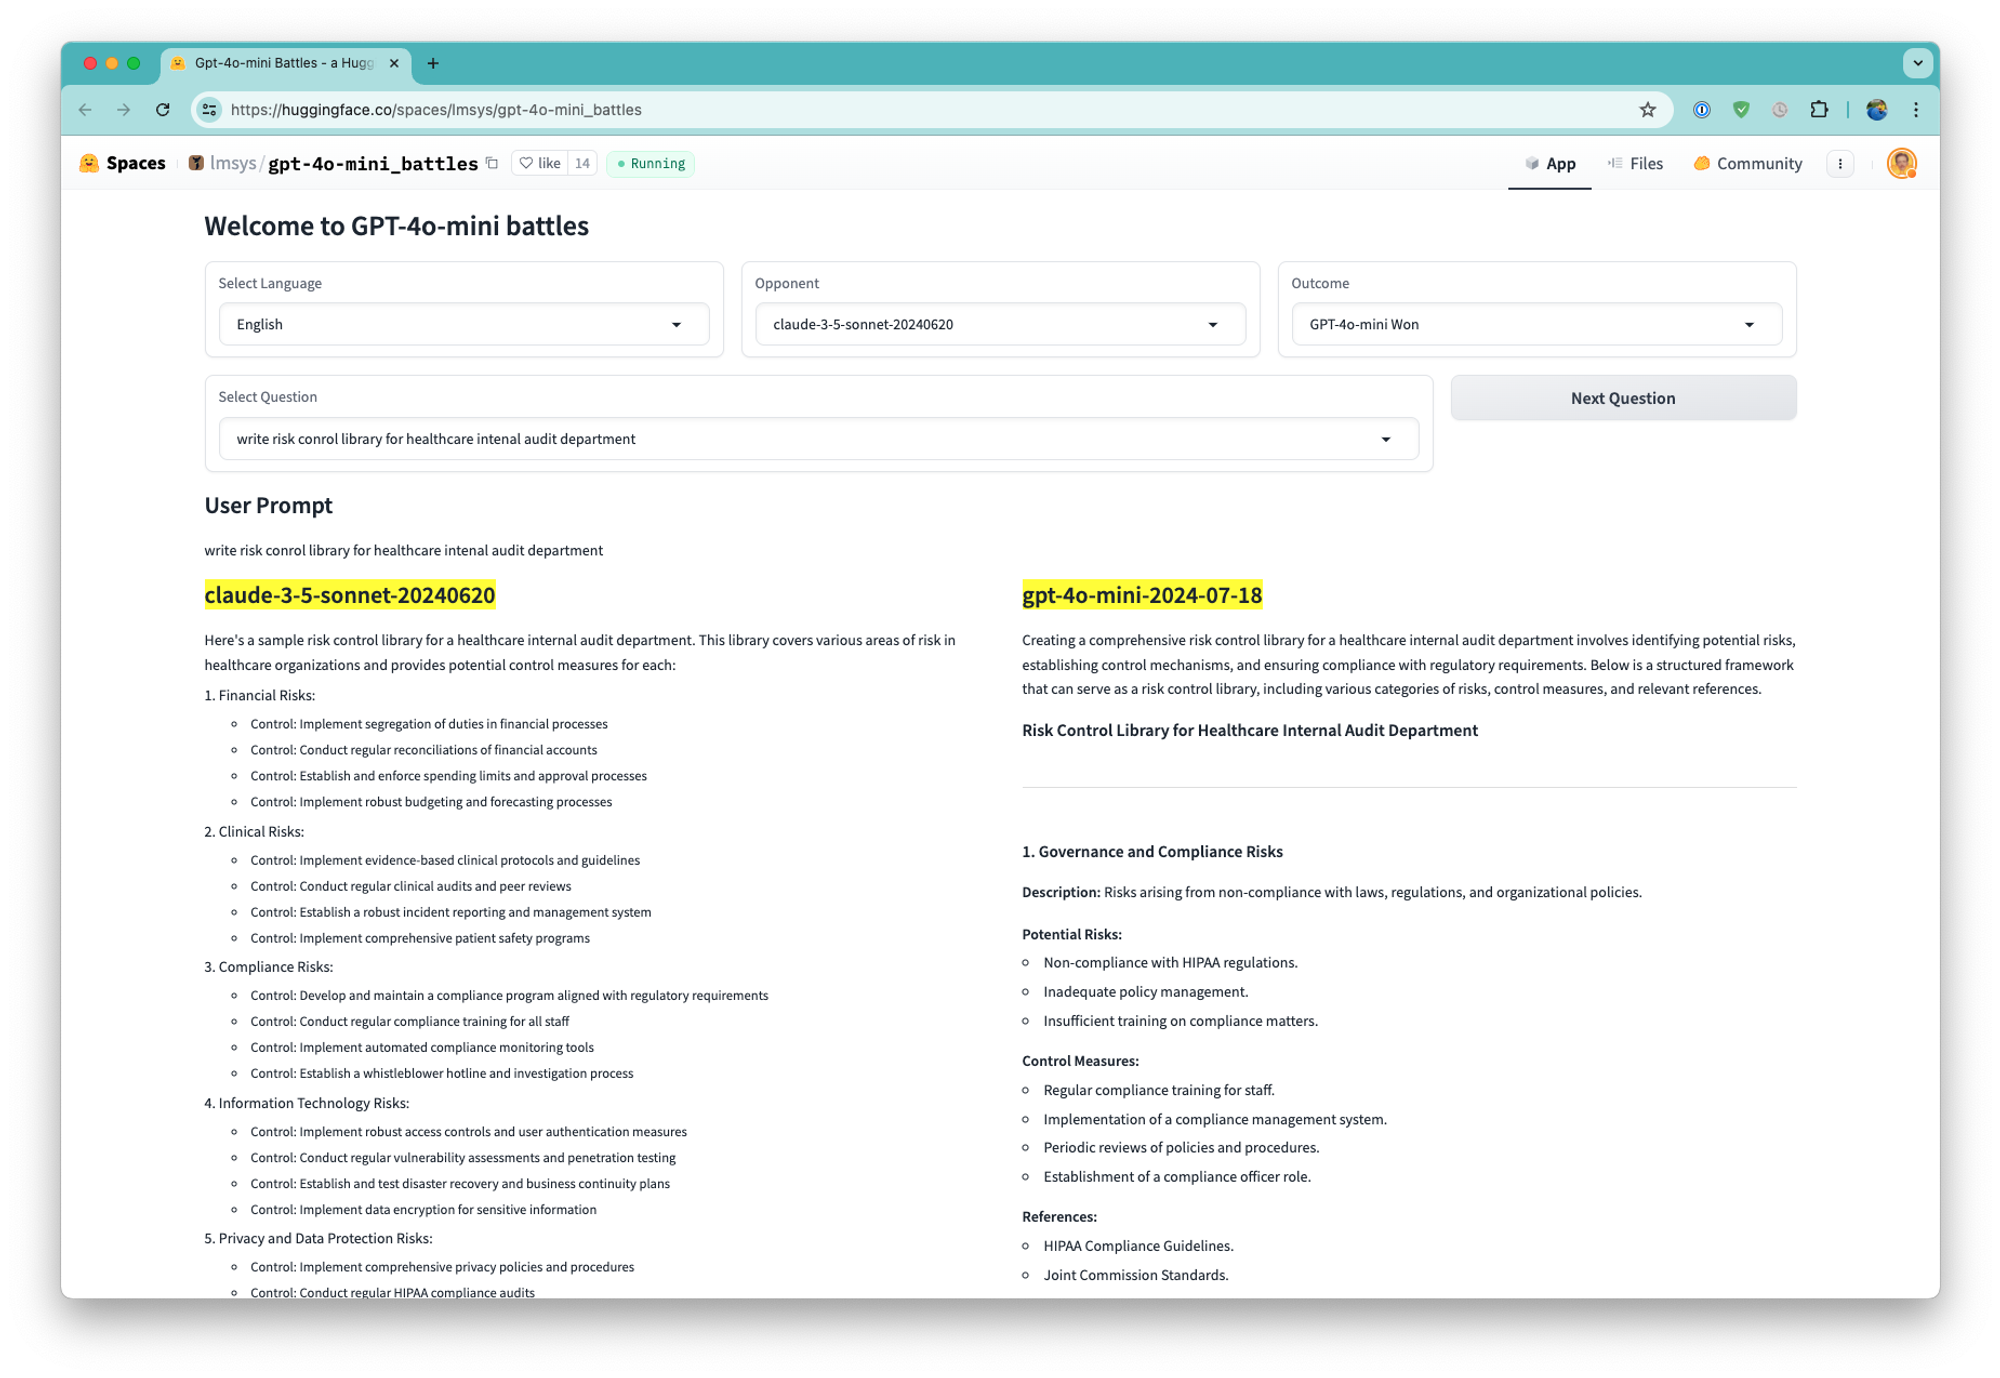 Gpt-4o-mini Battles - a Hugg
https://huggingface.co/spaces/lmsys/gpt-4o-mini_battles
Spaces lmsys/gpt-4o-mini_battles like 14 Running App Files Community
Welcome to GPT-4o-mini battles
Select Language Opponent Outcome
English claude-3-5-sonnet-20240620 GPT-4o-mini Won
Select Question
Next Question
write risk conrol library for healthcare intenal audit department
User Prompt
write risk conrol library for healthcare intenal audit department
claude-3-5-sonnet-20240620
Here's a sample risk control library for a healthcare internal audit department. This library covers various areas of risk in
healthcare organizations and provides potential control measures for each:
1. Financial Risks:
Control: Implement segregation of duties in financial processes
Control: Conduct regular reconciliations of financial accounts
Control: Establish and enforce spending limits and approval processes
Control: Implement robust budgeting and forecasting processes
2. Clinical Risks:
Control: Implement evidence-based clinical protocols and guidelines
Control: Conduct regular clinical audits and peer reviews
Control: Establish a robust incident reporting and management system
Control: Implement comprehensive patient safety programs
3. Compliance Risks:
Control: Develop and maintain a compliance program aligned with regulatory requirements
Control: Conduct regular compliance training for all staff
Control: Implement automated compliance monitoring tools
Control: Establish a whistleblower hotline and investigation process
4. Information Technology Risks:
Control: Implement robust access controls and user authentication measures
Control: Conduct regular vulnerability assessments and penetration testing
Control: Establish and test disaster recovery and business continuity plans
Control: Implement data encryption for sensitive information
5. Privacy and Data Protection Risks:
Control: Implement comprehensive privacy policies and procedures
Control: Conduct regular HIPAA compliance audits
gpt-4o-mini-2024-07-18
Creating a comprehensive risk control library for a healthcare internal audit department involves identifying potential risks,
establishing control mechanisms, and ensuring compliance with regulatory requirements. Below is a structured framework
that can serve as a risk control library, including various categories of risks, control measures, and relevant references.
Risk Control Library for Healthcare Internal Audit Department
1. Governance and Compliance Risks
Description: Risks arising from non-compliance with laws, regulations, and organizational policies.
Potential Risks:
Non-compliance with HIPAA regulations.
Inadequate policy management.
Insufficient training on compliance matters.
Control Measures:
Regular compliance training for staff.
Implementation of a compliance management system.
Periodic reviews of policies and procedures.
Establishment of a compliance officer role.
References:
HIPAA Compliance Guidelines.
Joint Commission Standards.